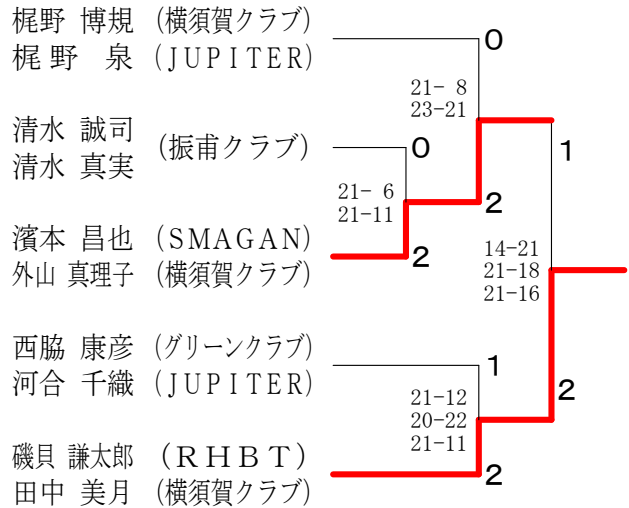 梶野 博規 (横須賀クラブ)
梶野 泉 (JUPITER)
0
21- 8
23-21
清水 誠司
清水 真実
(振甫クラブ)
0
1
21- 6
21-11
2
濱本 昌也 (SMAGAN)
外山 真理子 (横須賀クラブ)
2
14-21
21-18
21-16
西脇 康彦 (グリーンクラブ)
河合 千織 (JUPITER)
1
2
21-12
20-22
21-11
磯貝 謙太郎 (RHBT)
田中 美月 (横須賀クラブ)
2